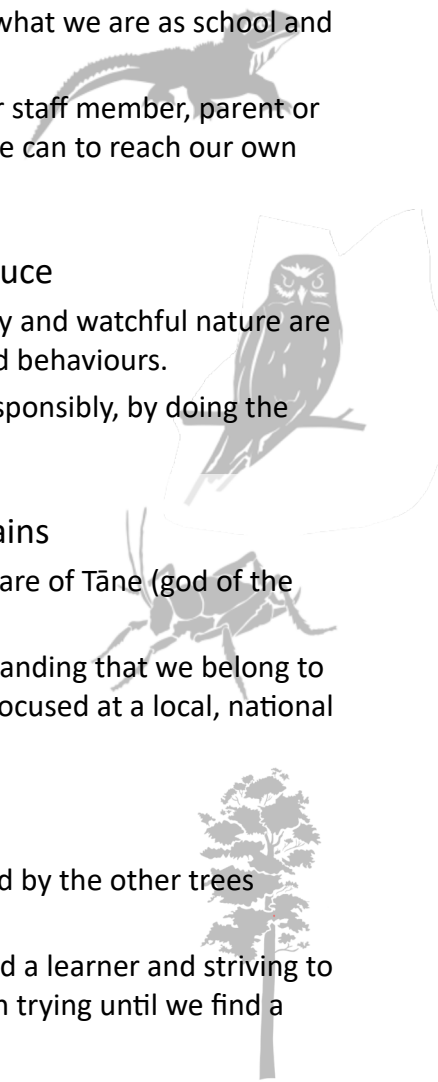 what we are as school and
r staff member, parent or
e can to reach our own
uce
y and watchful nature are
d behaviours.
sponsibly, by doing the
ains
are of Tāne (god of the
anding that we belong to
ocused at a local, national
d by the other trees
d a learner and striving to
n trying until we find a